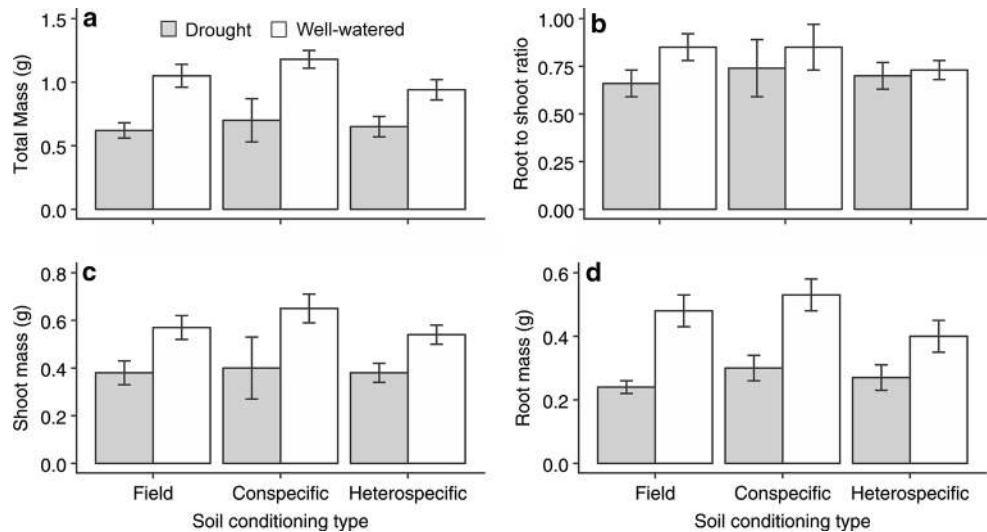 a
Drought
Well-watered
Total Mass (g)
1.5
1.0
0.5
0.0
b
Root to shoot ratio
1.00
0.75
0.50
0.25
0.00
c
Shoot mass (g)
0.8
0.6
0.4
0.2
0.0
Field Conspecific Heterospecific
Soil conditioning type
d
Root mass (g)
0.6
0.4
0.2
0.0
Field Conspecific Heterospecific
Soil conditioning type